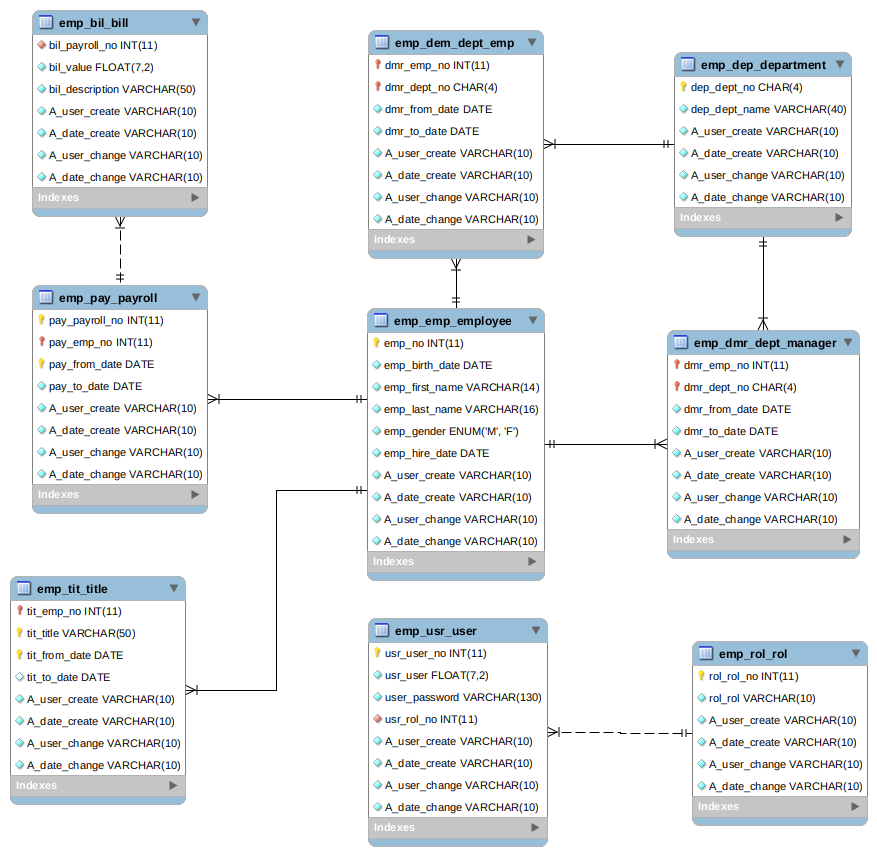 emp_bil_bill
bil_payroll_no INT(11)
bil_value FLOAT(7,2)
bil_description VARCHAR(50)
A_user_create VARCHAR(10)
A_date_create VARCHAR(10)
A_user_change VARCHAR(10)
A_date_change VARCHAR(10)
Indexes
emp_dem_dept_emp
dmr_emp_no INT(11)
dmr_dept_no CHAR(4)
dmr_from_date DATE
dmr_to_date DATE
A_user_create VARCHAR(10)
A_date_create VARCHAR(10)
A_user_change VARCHAR(10)
A_date_change VARCHAR(10)
Indexes
emp_dep_department
dep_dept_no CHAR(4)
dep_dept_name VARCHAR(40)
A_user_create VARCHAR(10)
A_date_create VARCHAR(10)
A_user_change VARCHAR(10)
A_date_change VARCHAR(10)
Indexes
emp_pay_payroll
pay_payroll_no INT(11)
pay_emp_no INT(11)
pay_from_date DATE
pay_to_date DATE
A_user_create VARCHAR(10)
A_date_create VARCHAR(10)
A_user_change VARCHAR(10)
A_date_change VARCHAR(10)
Indexes
emp_emp_employee
emp_no INT(11)
emp_birth_date DATE
emp_first_name VARCHAR(14)
emp_last_name VARCHAR(16)
emp_gender ENUM('M', 'F')
emp_hire_date DATE
A_user_create VARCHAR(10)
A_date_create VARCHAR(10)
A_user_change VARCHAR(10)
A_date_change VARCHAR(10)
Indexes
emp_dmr_dept_manager
dmr_emp_no INT(11)
dmr_dept_no CHAR(4)
dmr_from_date DATE
dmr_to_date DATE
A_user_create VARCHAR(10)
A_date_create VARCHAR(10)
A_user_change VARCHAR(10)
A_date_change VARCHAR(10)
Indexes
emp_tit_title
tit_emp_no INT(11)
tit_title VARCHAR(50)
tit_from_date DATE
tit_to_date DATE
A_user_create VARCHAR(10)
A_date_create VARCHAR(10)
A_user_change VARCHAR(10)
A_date_change VARCHAR(10)
Indexes
emp_usr_user
usr_user_no INT(11)
usr_user FLOAT(7,2)
user_password VARCHAR(130)
usr_rol_no INT(11)
A_user_create VARCHAR(10)
A_date_create VARCHAR(10)
A_user_change VARCHAR(10)
A_date_change VARCHAR(10)
Indexes
emp_rol_rol
rol_rol_no INT(11)
rol_rol VARCHAR(10)
A_user_create VARCHAR(10)
A_date_create VARCHAR(10)
A_user_change VARCHAR(10)
A_date_change VARCHAR(10)
Indexes